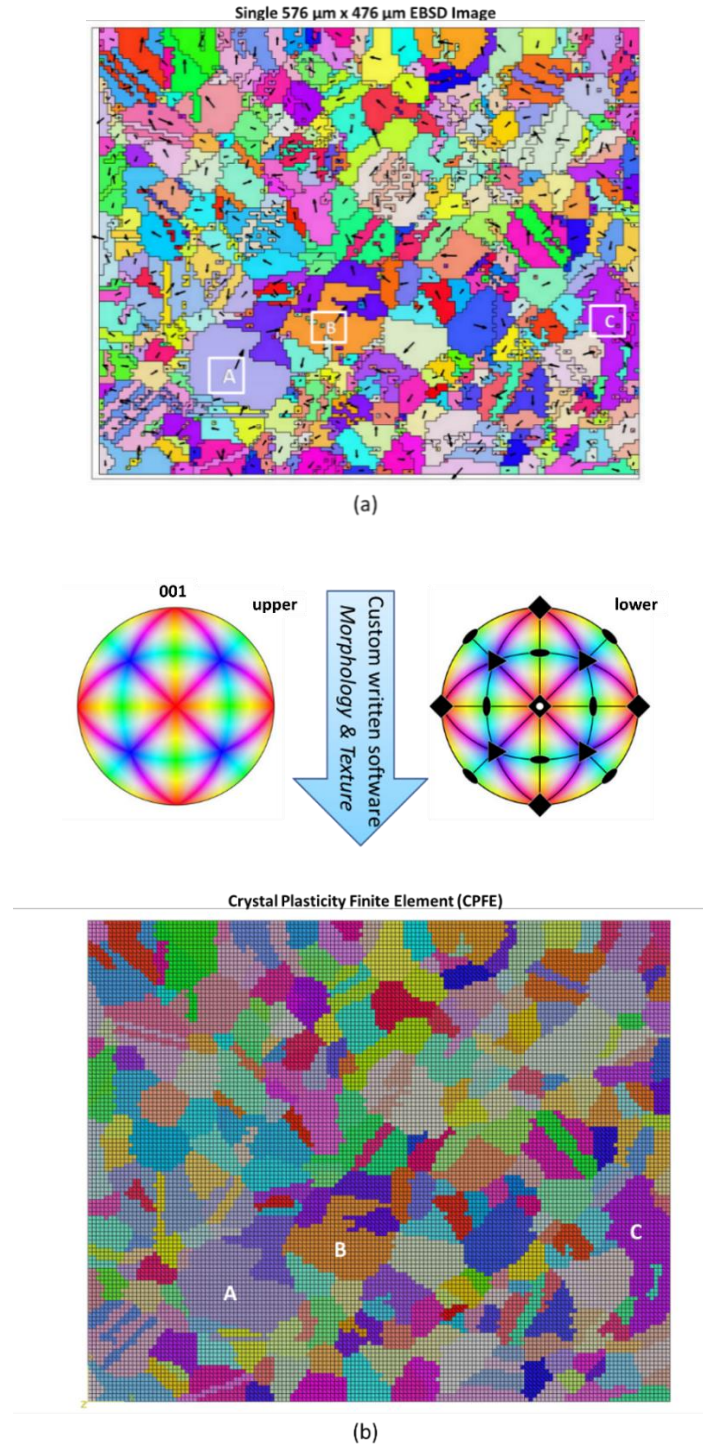 Single 576 µm x 476 µm EBSD Image
A
B
C
(a)
001
upper
Custom written software
Morphology & Texture
lower
Crystal Plasticity Finite Element (CPFE)
A
B
C
z
(b)